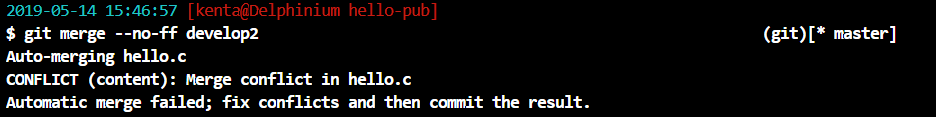 2019-05-14 15:46:57 [kenta@Delphinium hello-pub]
$ git merge --no-ff develop2 (git)[* master]
Auto-merging hello.c
CONFLICT (content): Merge conflict in hello.c
Automatic merge failed; fix conflicts and then commit the result.